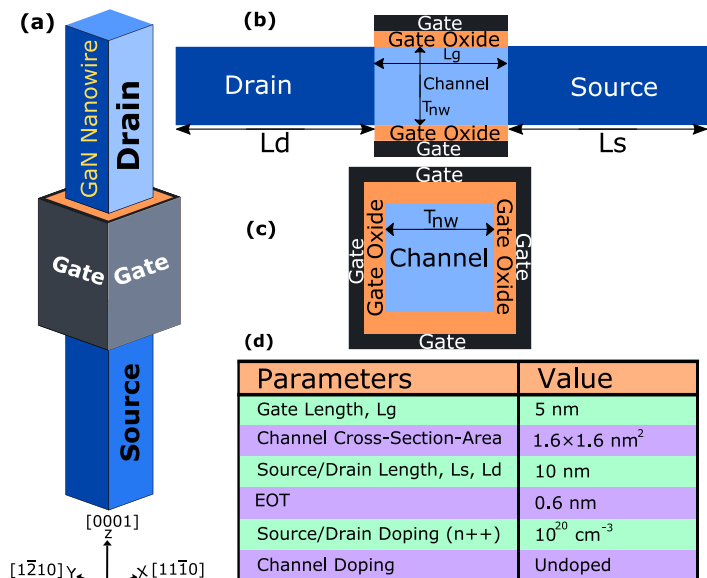 (a)
GaN Nanowire
Drain
Gate Gate
Source
[0001]
Z
[12̄10] Y X [112̄0]
(b)
Gate
Gate Oxide
Lg
Drain Channel Source
Tnw
Gate Oxide
Gate
Ld Ls
(c)
Gate
Tnw
Gate Gate Oxide Channel Gate Oxide Gate
Gate
(d)
Parameters Value
Gate Length, Lg 5 nm
Channel Cross-Section-Area 1.6×1.6 nm²
Source/Drain Length, Ls, Ld 10 nm
EOT 0.6 nm
Source/Drain Doping (n++) 10²⁰ cm⁻³
Channel Doping Undoped